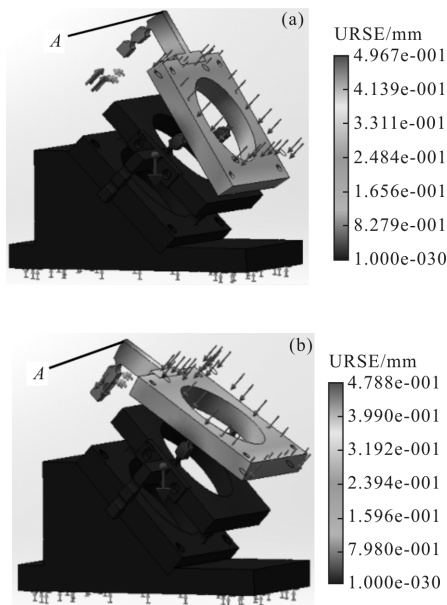 (a)
A
URSE/mm
4.967e-001
4.139e-001
3.311e-001
2.484e-001
1.656e-001
8.279e-001
1.000e-030
(b)
A
URSE/mm
4.788e-001
3.990e-001
3.192e-001
2.394e-001
1.596e-001
7.980e-001
1.000e-030